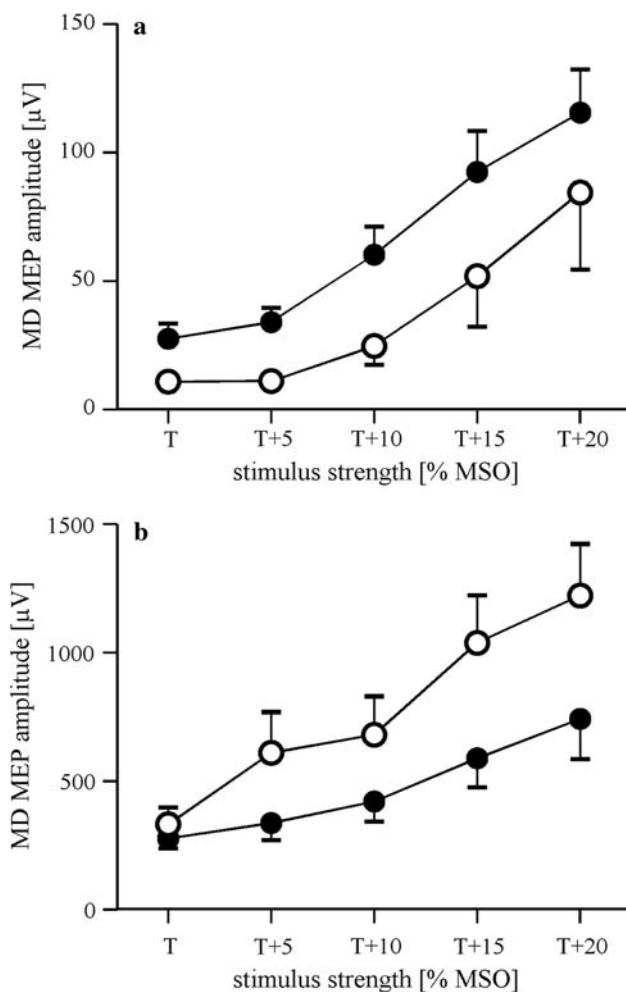 a
150
100
50
0
MD MEP amplitude [µV]
T T+5 T+10 T+15 T+20
stimulus strength [% MSO]
b
1500
1000
500
0
MD MEP amplitude [µV]
T T+5 T+10 T+15 T+20
stimulus strength [% MSO]